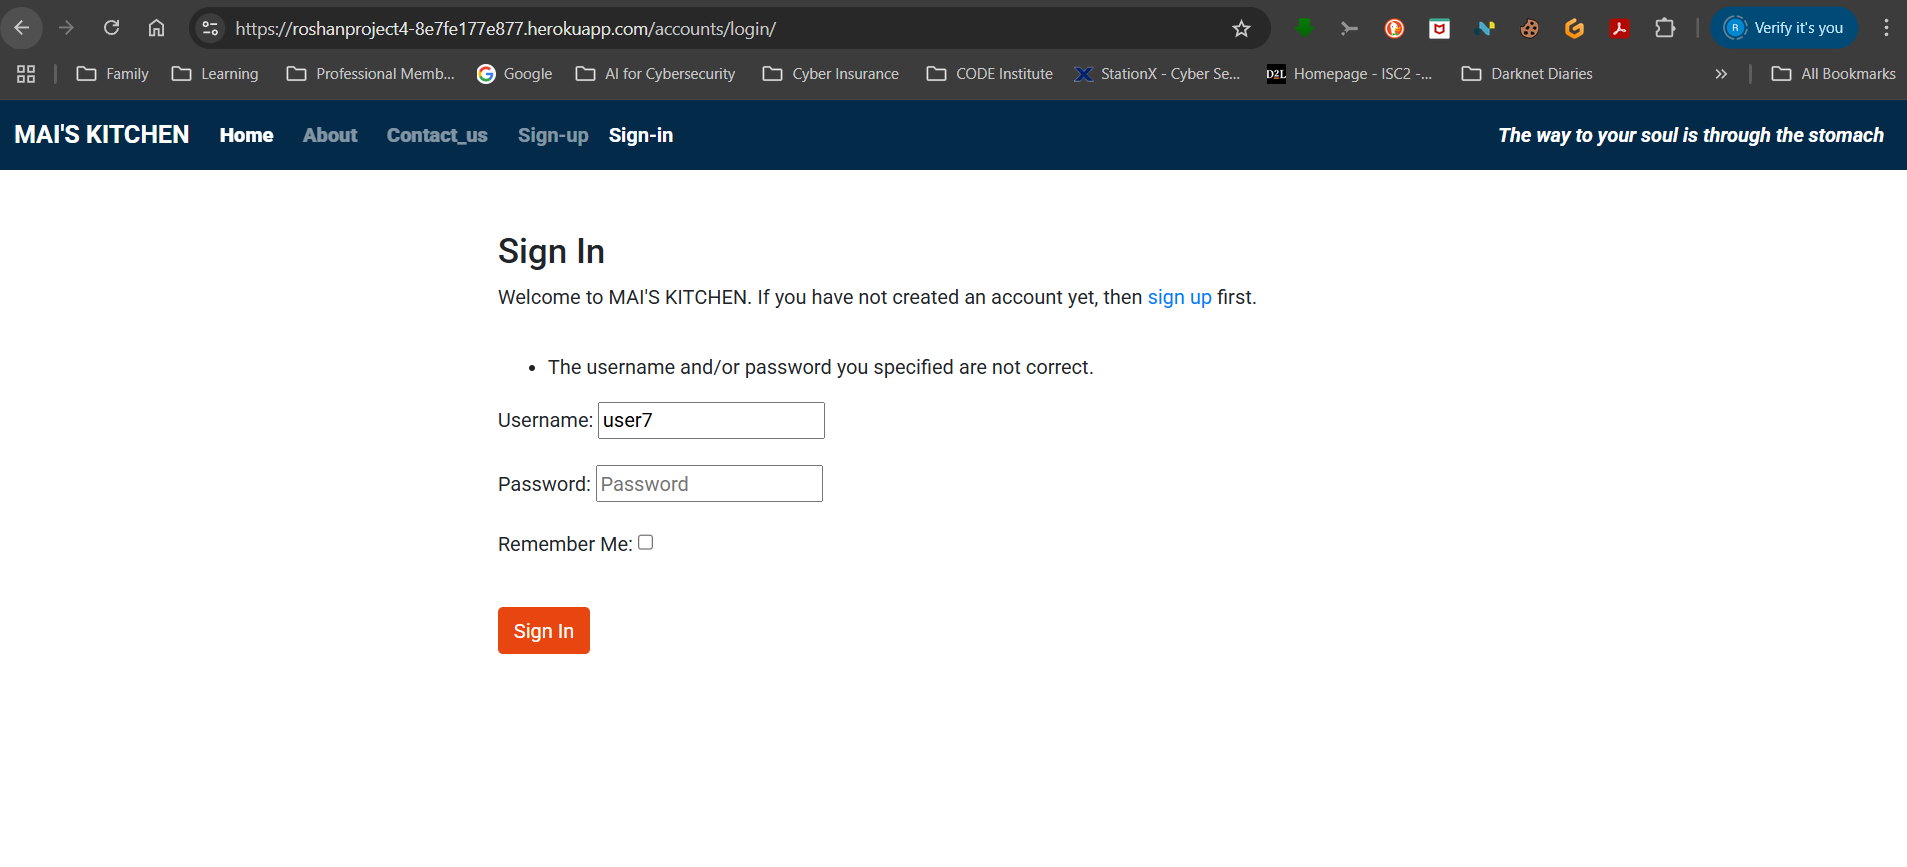 https://roshanproject4-8e7fe177e877.herokuapp.com/accounts/login/
R Verify it's you
Family Learning Professional Memb... Google AI for Cybersecurity Cyber Insurance CODE Institute StationX - Cyber Se... D2L Homepage - ISC2 -... Darknet Diaries » All Bookmarks
MAI'S KITCHEN Home About Contact_us Sign-up Sign-in The way to your soul is through the stomach
Sign In
Welcome to MAI'S KITCHEN. If you have not created an account yet, then sign up first.
• The username and/or password you specified are not correct.
Username: user7
Password: Password
Remember Me:
Sign In